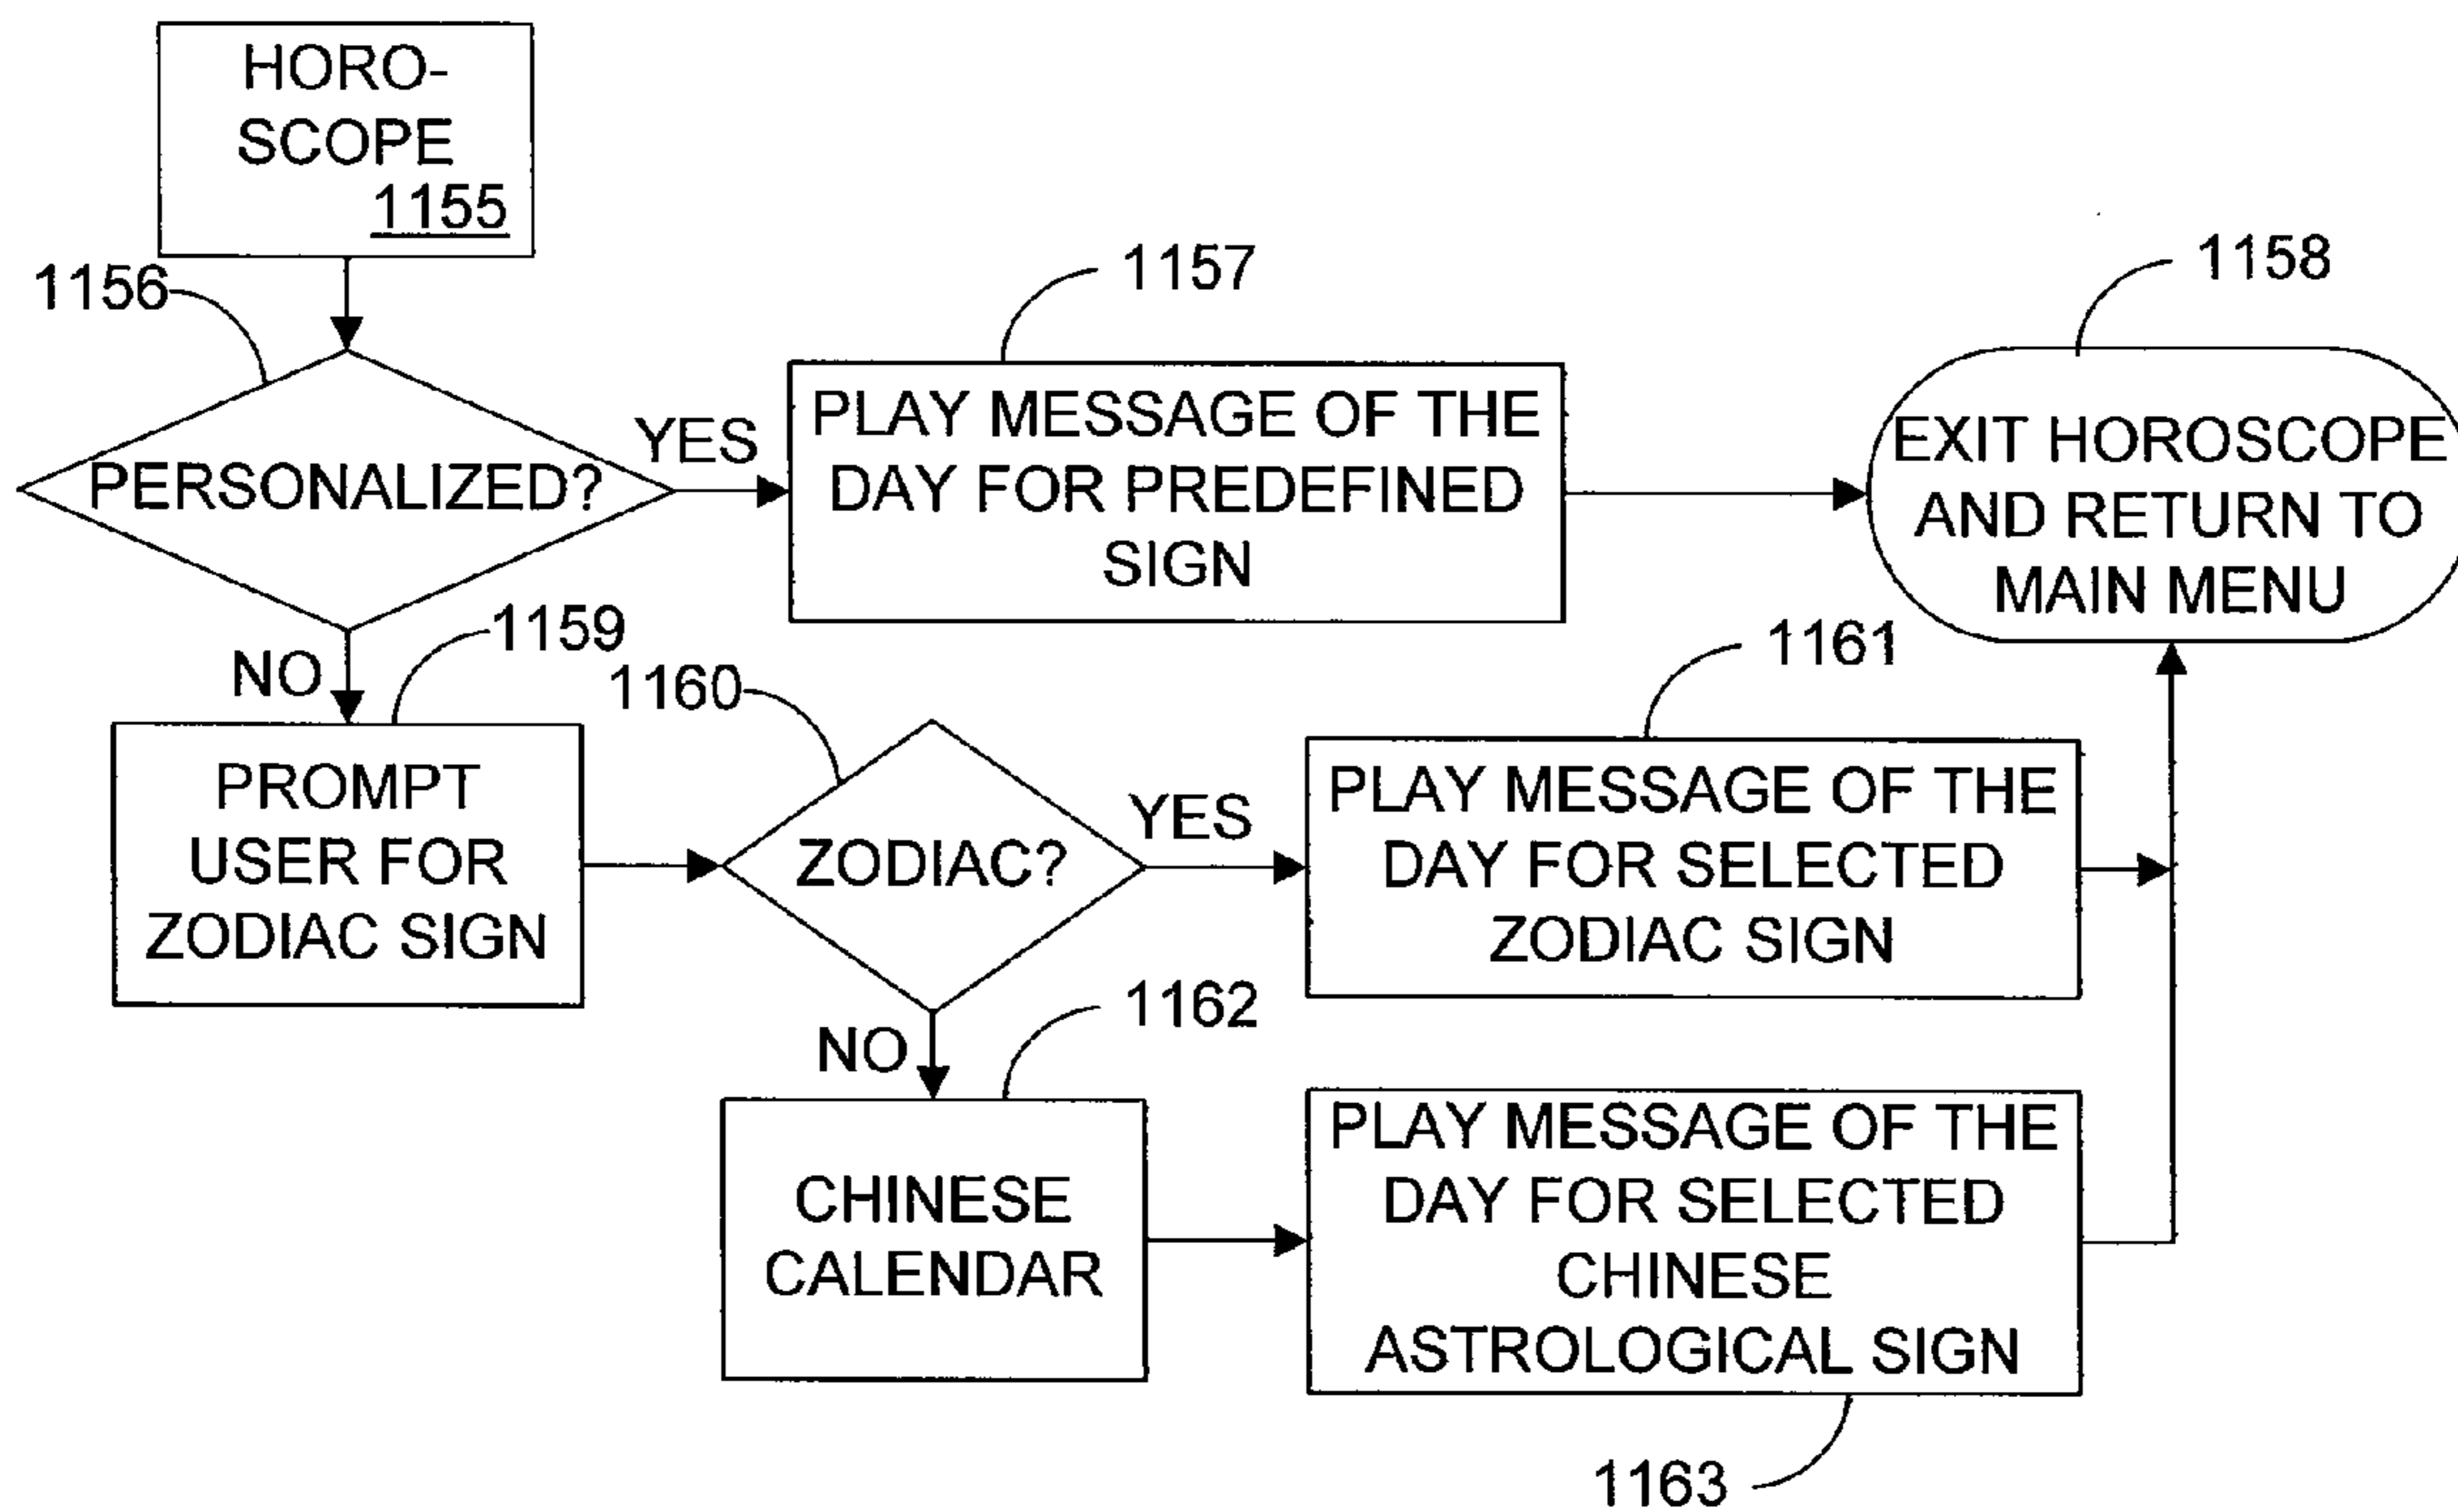 HORO-
SCOPE
1155
1156
PERSONALIZED?
YES
1157
PLAY MESSAGE OF THE
DAY FOR PREDEFINED
SIGN
1158
EXIT HOROSCOPE
AND RETURN TO
MAIN MENU
NO
1159
PROMPT
USER FOR
ZODIAC SIGN
1160
ZODIAC?
YES
1161
PLAY MESSAGE OF THE
DAY FOR SELECTED
ZODIAC SIGN
NO
1162
CHINESE
CALENDAR
PLAY MESSAGE OF THE
DAY FOR SELECTED
CHINESE
ASTROLOGICAL SIGN
1163